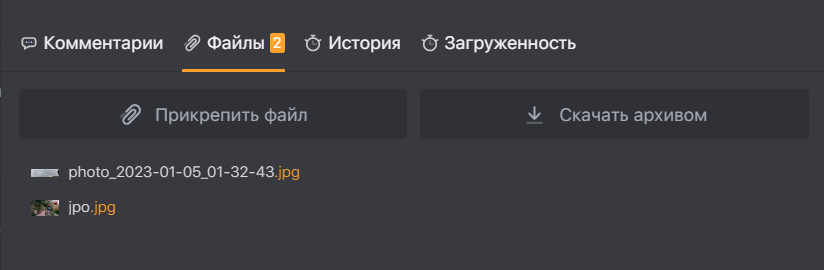 Комментарии Файлы 2 История Загруженность
Прикрепить файл Скачать архивом
photo_2023-01-05_01-32-43.jpg
jpo.jpg